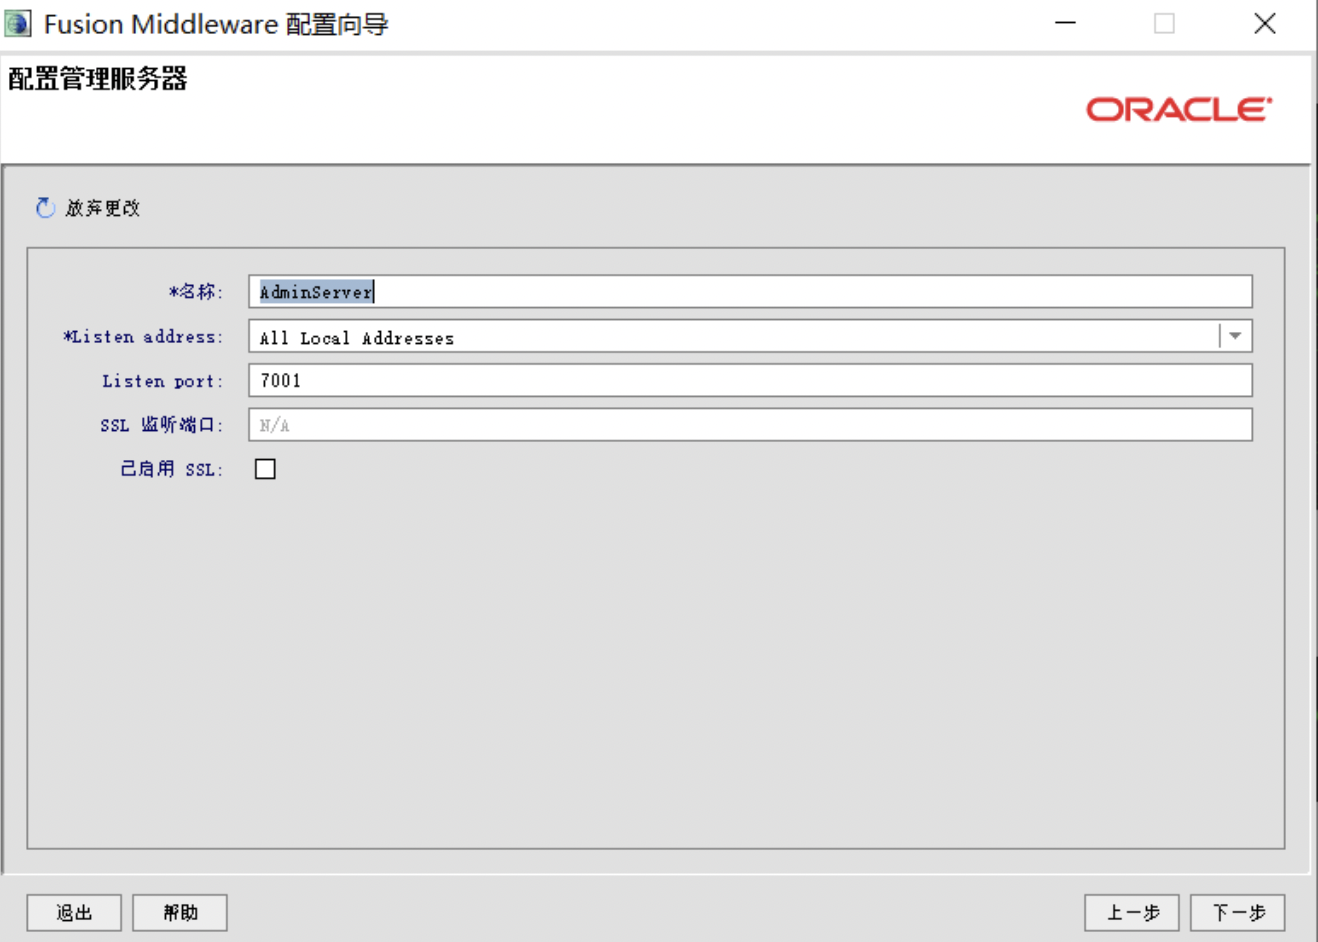 Fusion Middleware 配置向导
配置管理服务器
ORACLE
放弃更改
*名称: AdminServer
*Listen address: All Local Addresses
Listen port: 7001
SSL 监听端口: N/A
已启用 SSL:
退出 帮助 上一步 下一步